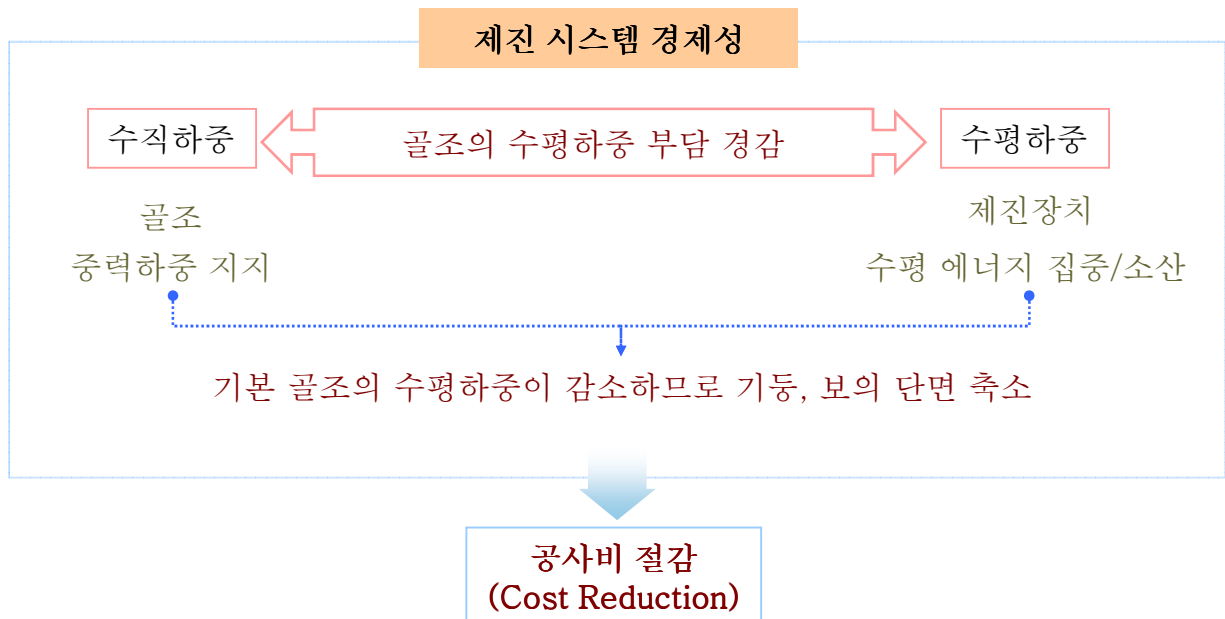 제진 시스템 경제성
수직하중
골조의 수평하중 부담 경감
수평하중
골조
중력하중 지지
제진장치
수평 에너지 집중/소산
기본 골조의 수평하중이 감소하므로 기둥, 보의 단면 축소
공사비 절감
(Cost Reduction)